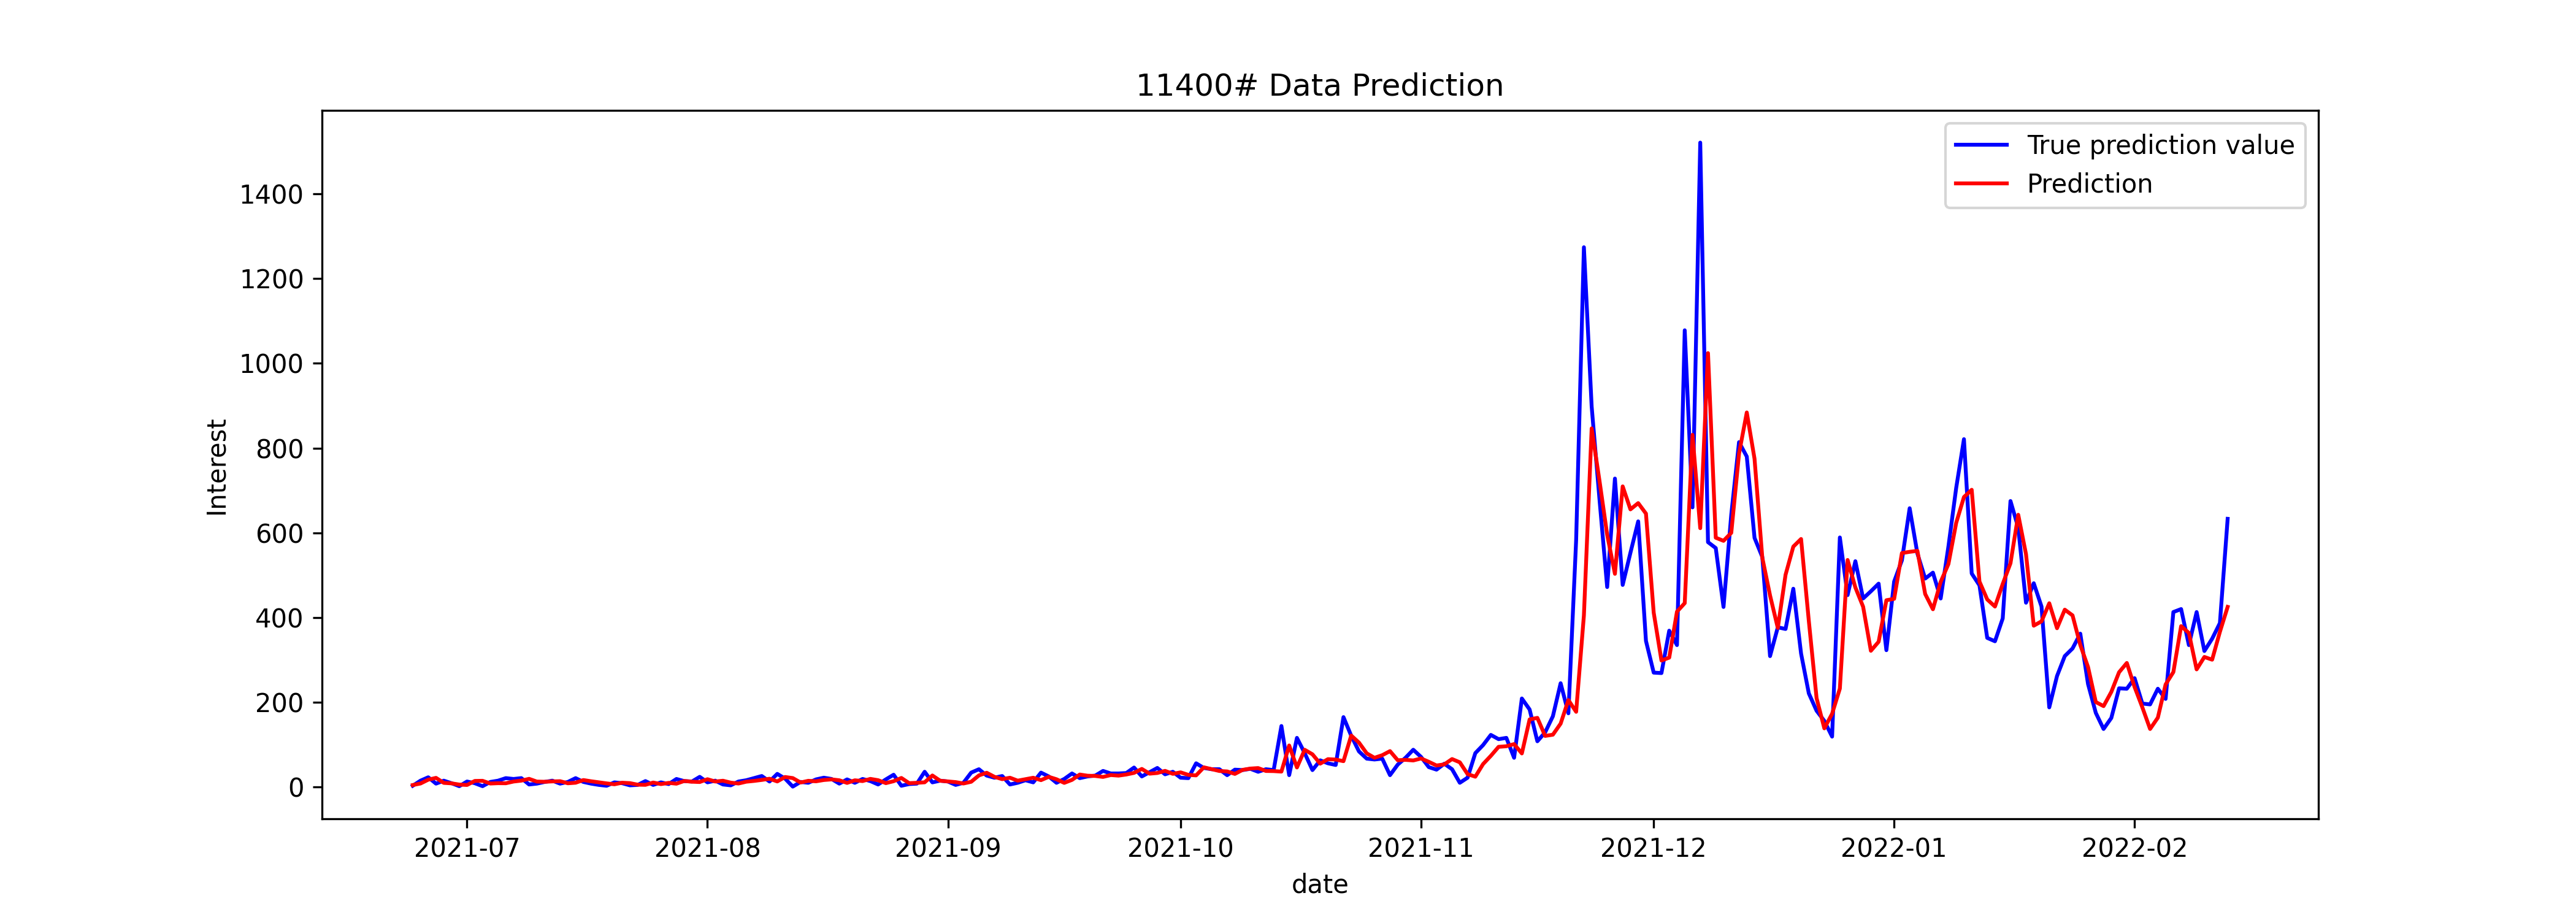 11400# Data Prediction
True prediction value
Prediction
1400
1200
1000
800
600
400
200
0
Interest
2021-07 2021-08 2021-09 2021-10 2021-11 2021-12 2022-01 2022-02
date